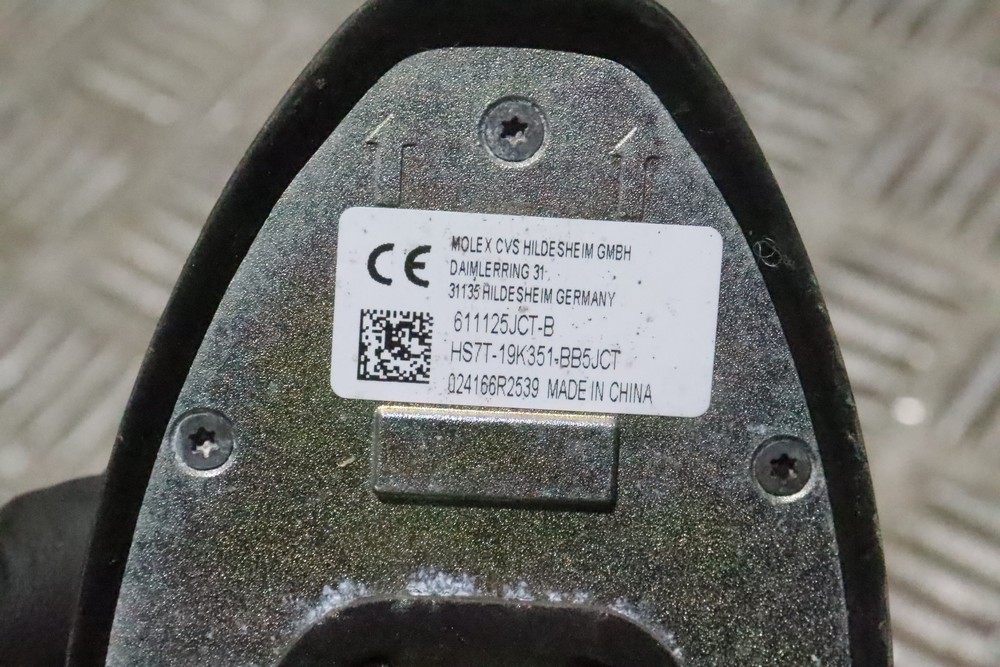 CE
MOLEX CVS HILDESHEIM GMBH
DAIMLERRING 31
31135 HILDESHEIM GERMANY
611125JCT-B
HS7T-19K351-BB5JCT
024166R2539 MADE IN CHINA